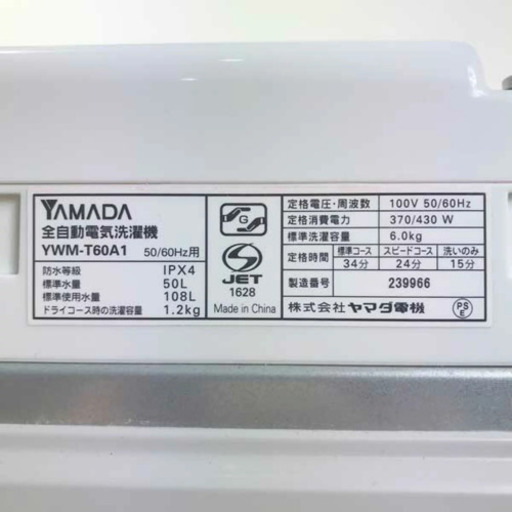 YAMADA
全自動電気洗濯機
YWM-T60A1 50/60Hz用
防水等級 IPX4
標準水量 50L
標準使用水量 108L
ドライコース時の洗濯容量 1.2kg
G
S
JET
1628
Made in China
定格電圧・周波数 100V 50/60Hz
定格消費電力 370/430 W
標準洗濯容量 6.0kg
定格時間 標準コース スピードコース 洗いのみ
34分 24分 15分
製造番号 239966
株式会社ヤマダ電機
PS
E